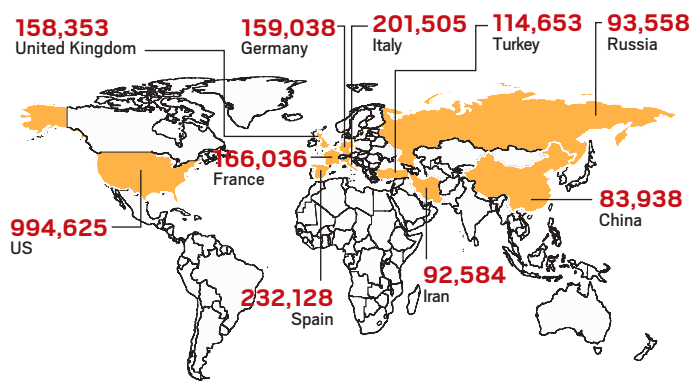 158,353
United Kingdom
159,038
Germany
201,505
Italy
114,653
Turkey
93,558
Russia
166,036
France
994,625
US
83,938
China
92,584
Iran
232,128
Spain